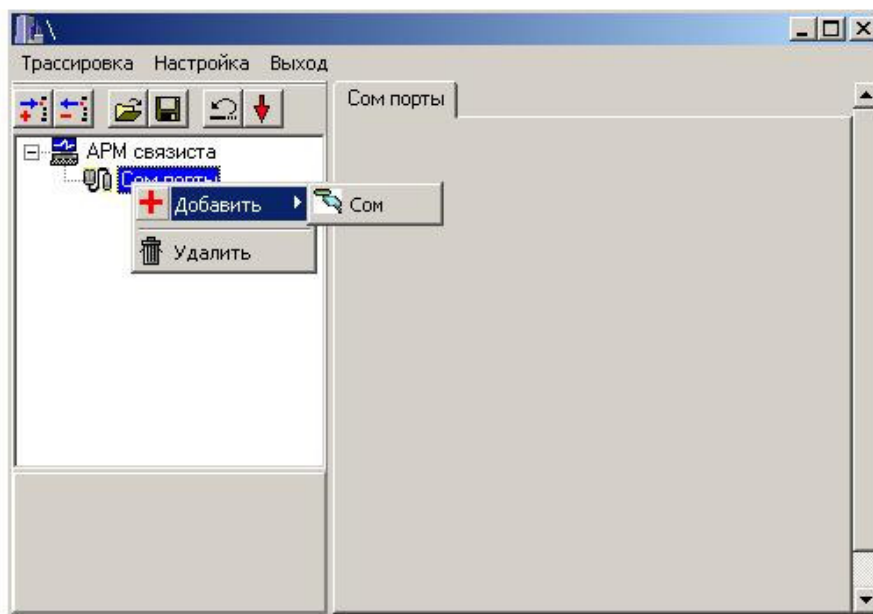 \
Трассировка Настройка Выход
Сом порты
АРМ связиста
Сом порты
Добавить
Сом
Удалить